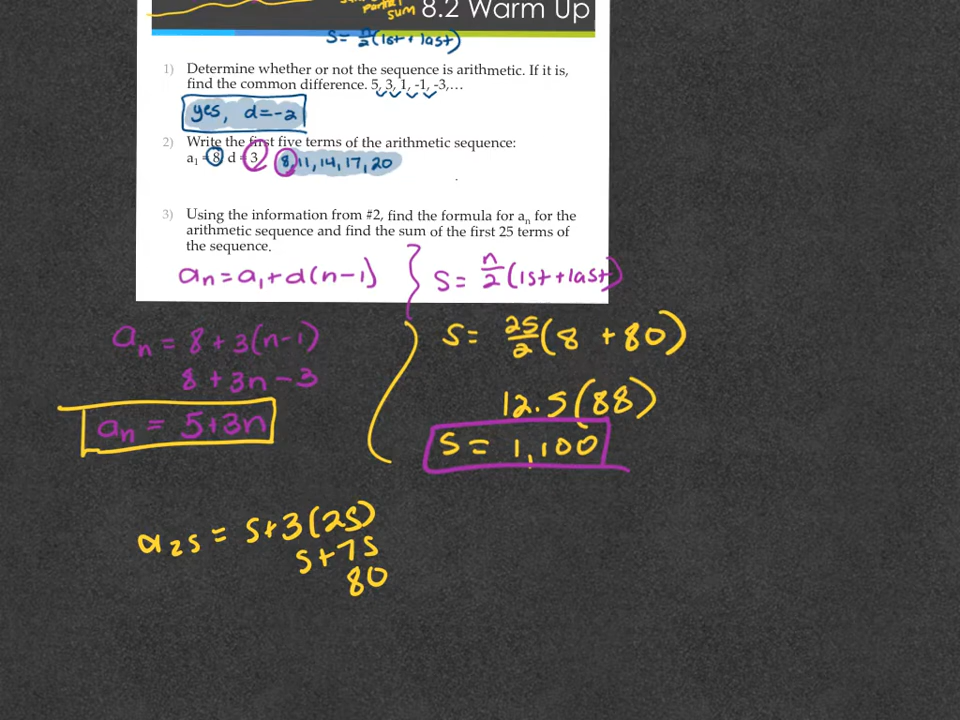 partial
sum
8.2 Warm Up
S = n/2 (1st + last)
1) Determine whether or not the sequence is arithmetic. If it is,
find the common difference. 5, 3, 1, -1, -3,…
yes, d=-2
2) Write the first five terms of the arithmetic sequence:
a₁ = 8, d = 3 8, 11, 14, 17, 20
3) Using the information from #2, find the formula for aₙ for the
arithmetic sequence and find the sum of the first 25 terms of
the sequence.
aₙ = a₁ + d(n-1)
S = n/2 (1st + last)
aₙ = 8 + 3(n-1)
8 + 3n - 3
aₙ = 5+3n
S = 25/2 (8 + 80)
12.5(88)
S = 1,100
a₂₅ = 5+3(25)
5+75
80